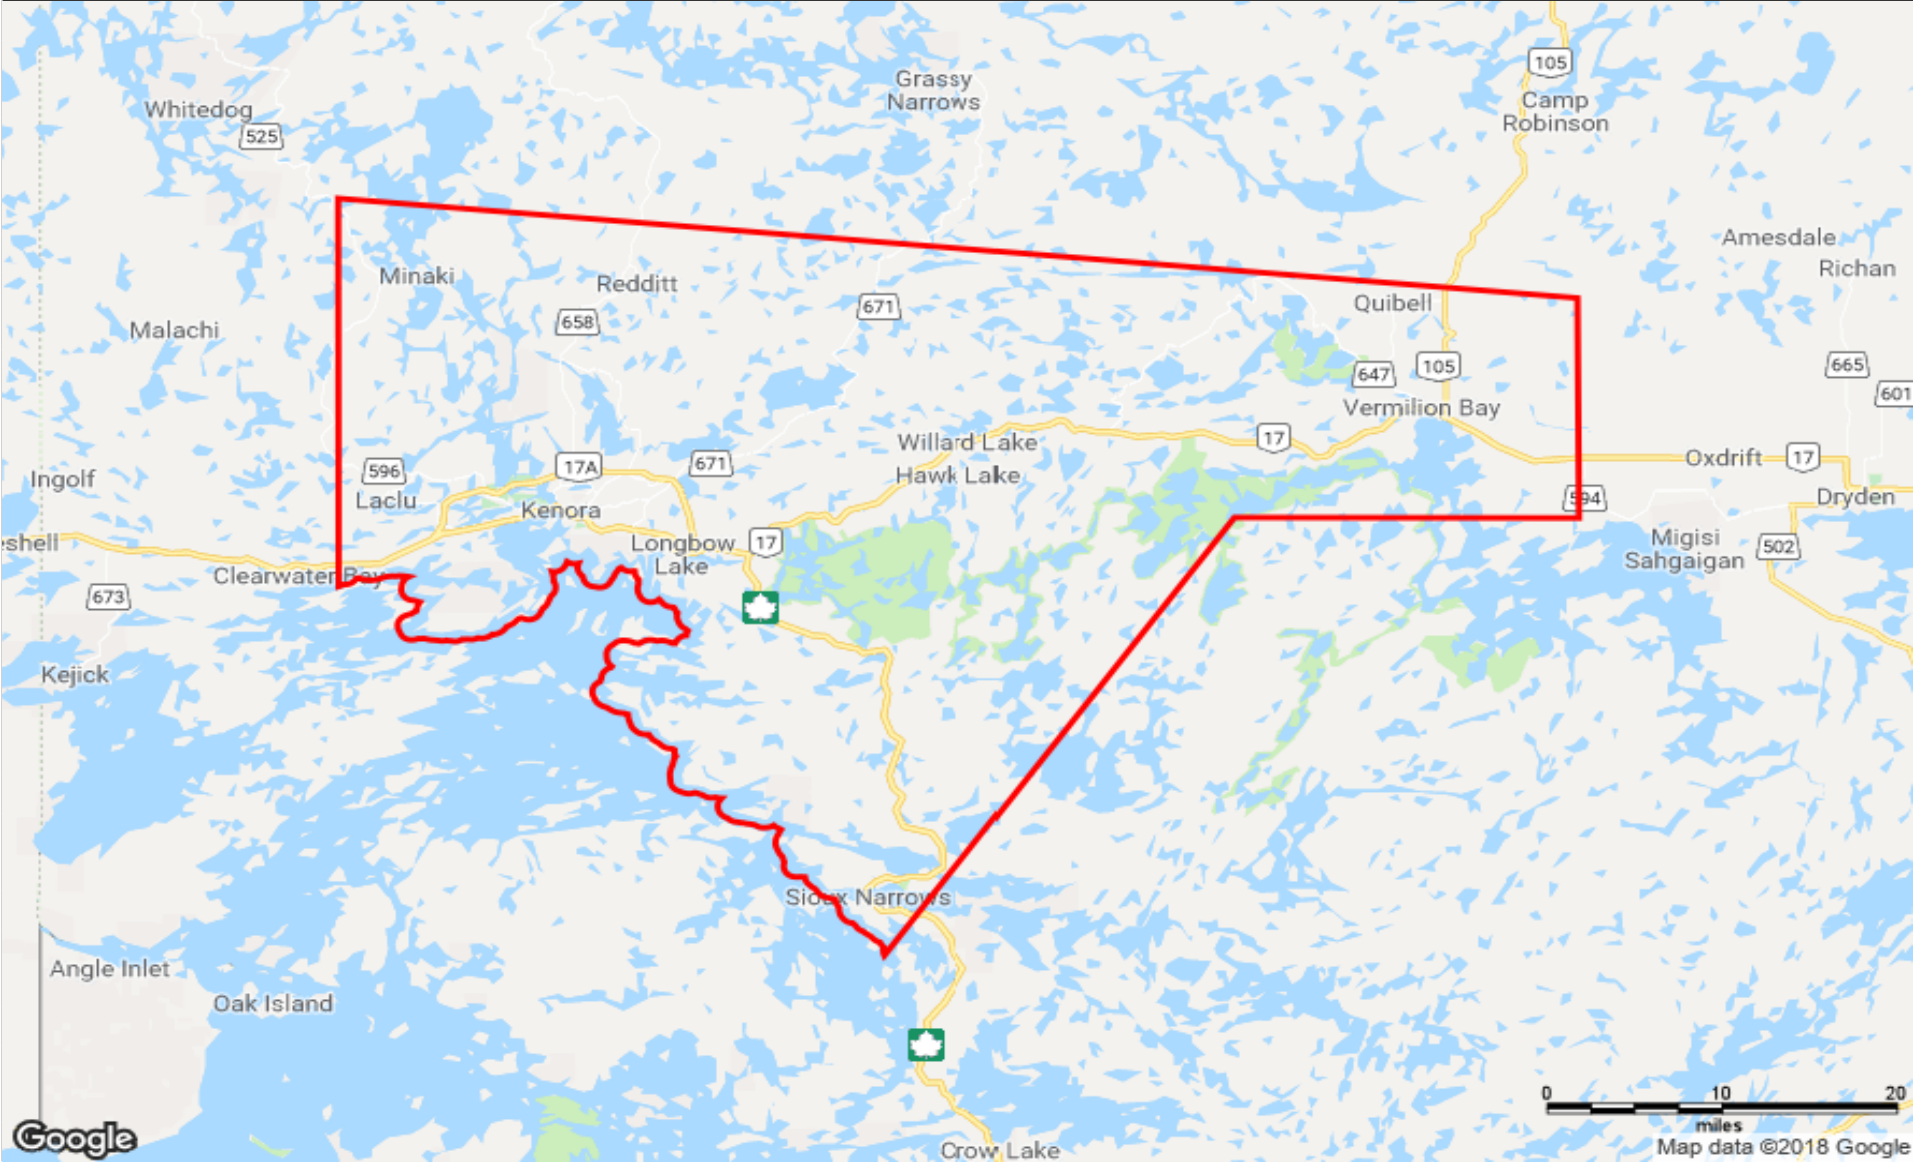 105
Grassy
Narrows
Camp
Robinson
Whitedog
525
Amesdale
Richan
Minaki
Redditt
Quibell
671
658
Malachi
105
665
647
601
Vermilion Bay
17
Willard Lake
17
Oxdrift
671
17A
596
Hawk Lake
Ingolf
Laclu
594
Dryden
Kenora
Migisi
Sahgaigan
502
eshell
Longbow
Lake
17
Clearwater Bay
673
Kejick
Sioux Narrows
Angle Inlet
Oak Island
0 10 20
miles
Google
Crow Lake
Map data ©2018 Google